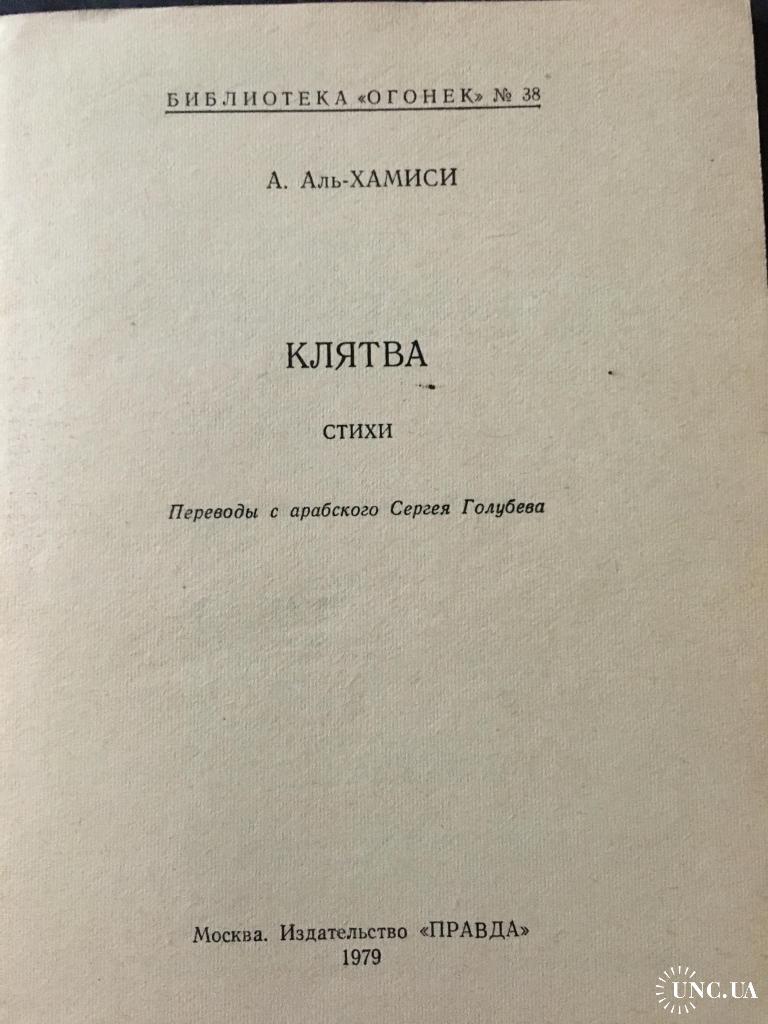 БИБЛИОТЕКА «ОГОНЕК» № 38
А. Аль-ХАМИСИ
КЛЯТВА
СТИХИ
Переводы с арабского Сергея Голубева
Москва. Издательство «ПРАВДА»
1979
UNC.UA